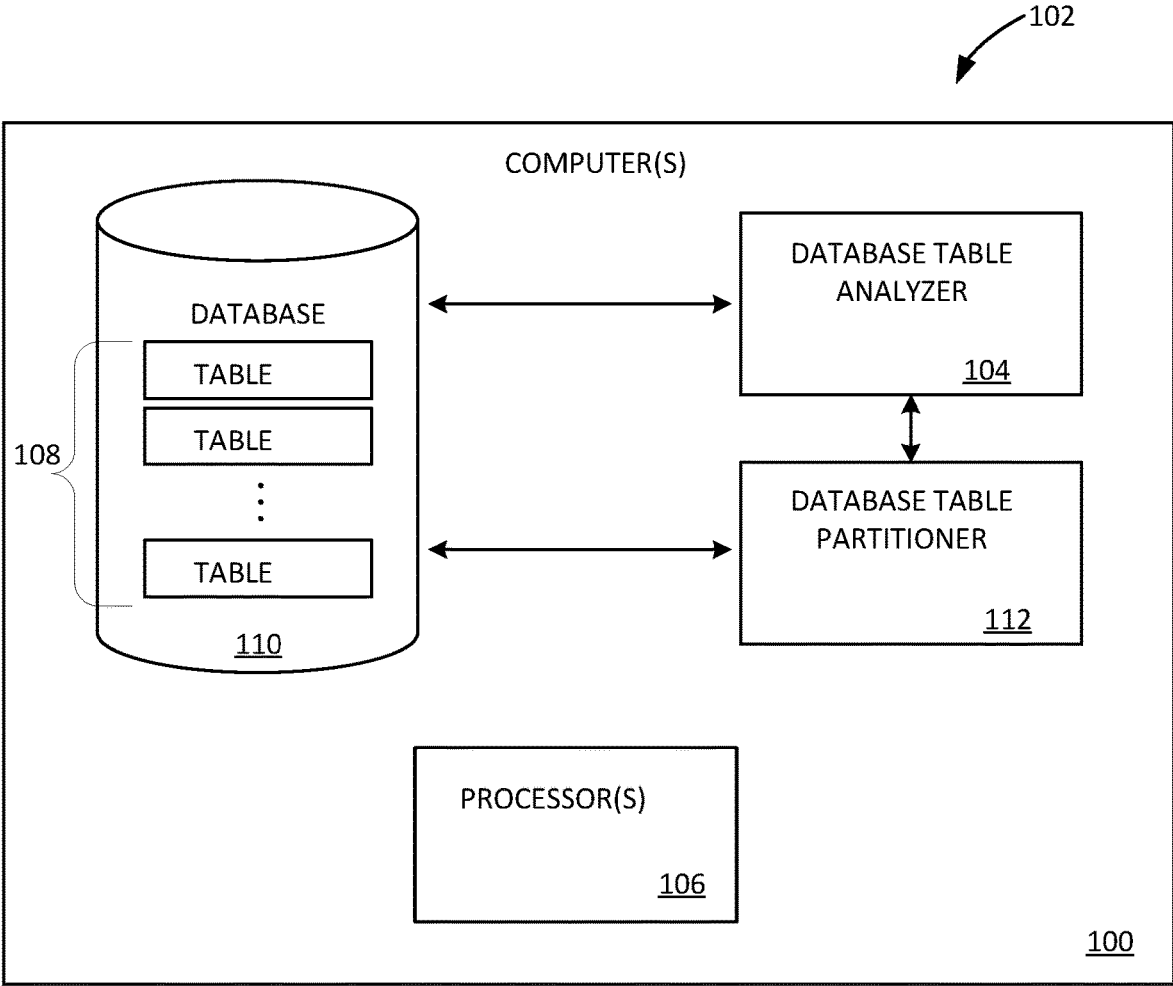 102
COMPUTER(S)
DATABASE
TABLE
TABLE
TABLE
108
110
DATABASE TABLE
ANALYZER
104
DATABASE TABLE
PARTITIONER
112
PROCESSOR(S)
106
100